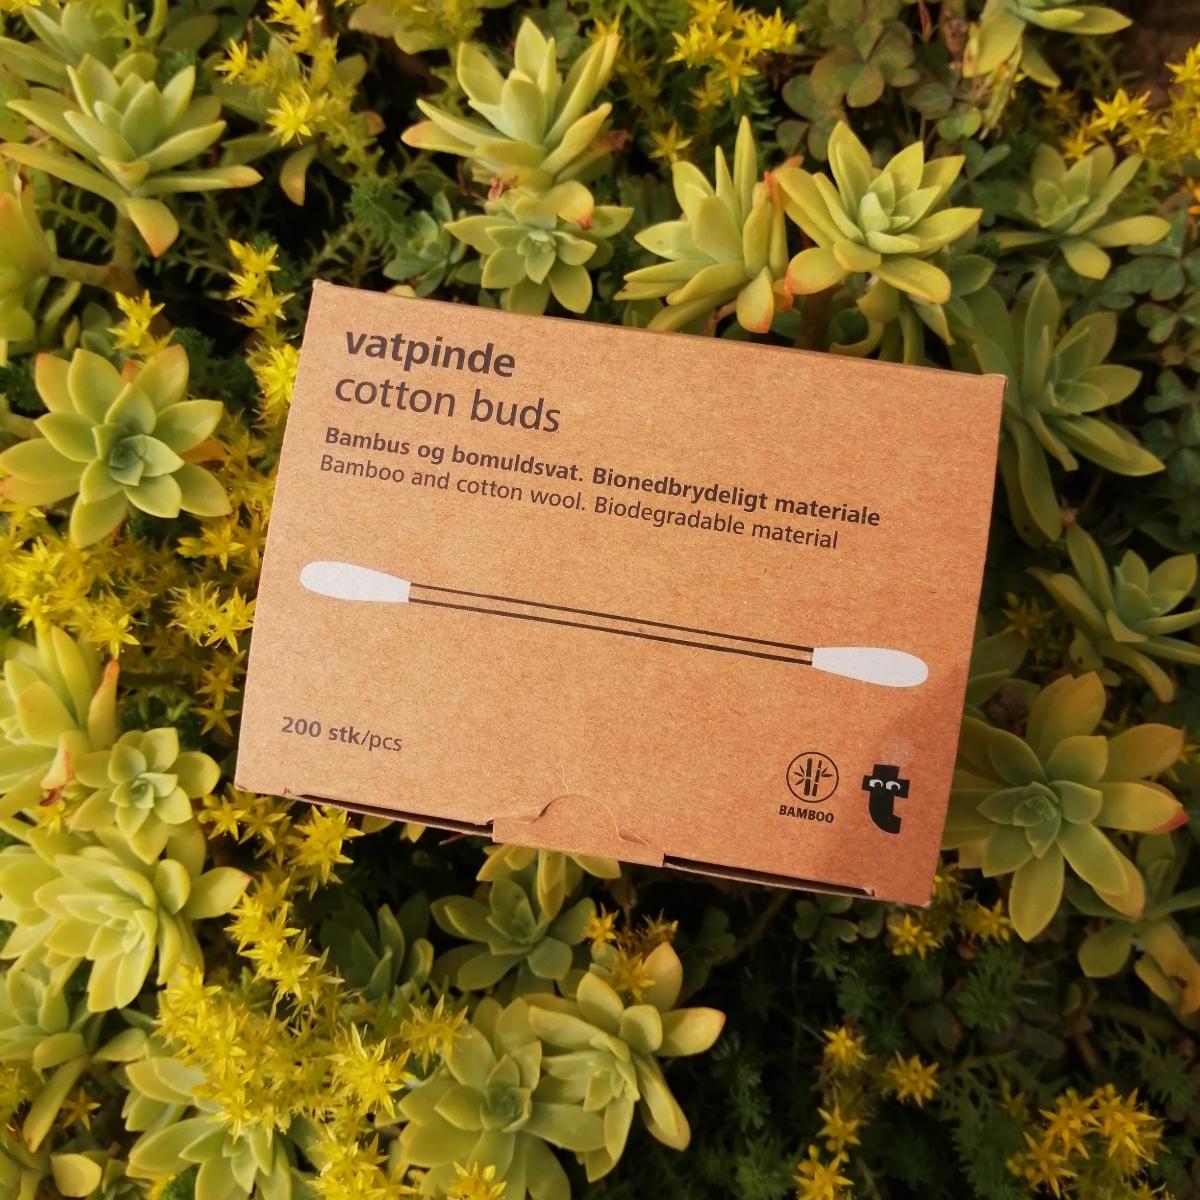 vatpinde
cotton buds
Bambus og bomuldsvat. Bionedbrydeligt materiale
Bamboo and cotton wool. Biodegradable material
200 stk/pcs
BAMBOO
t